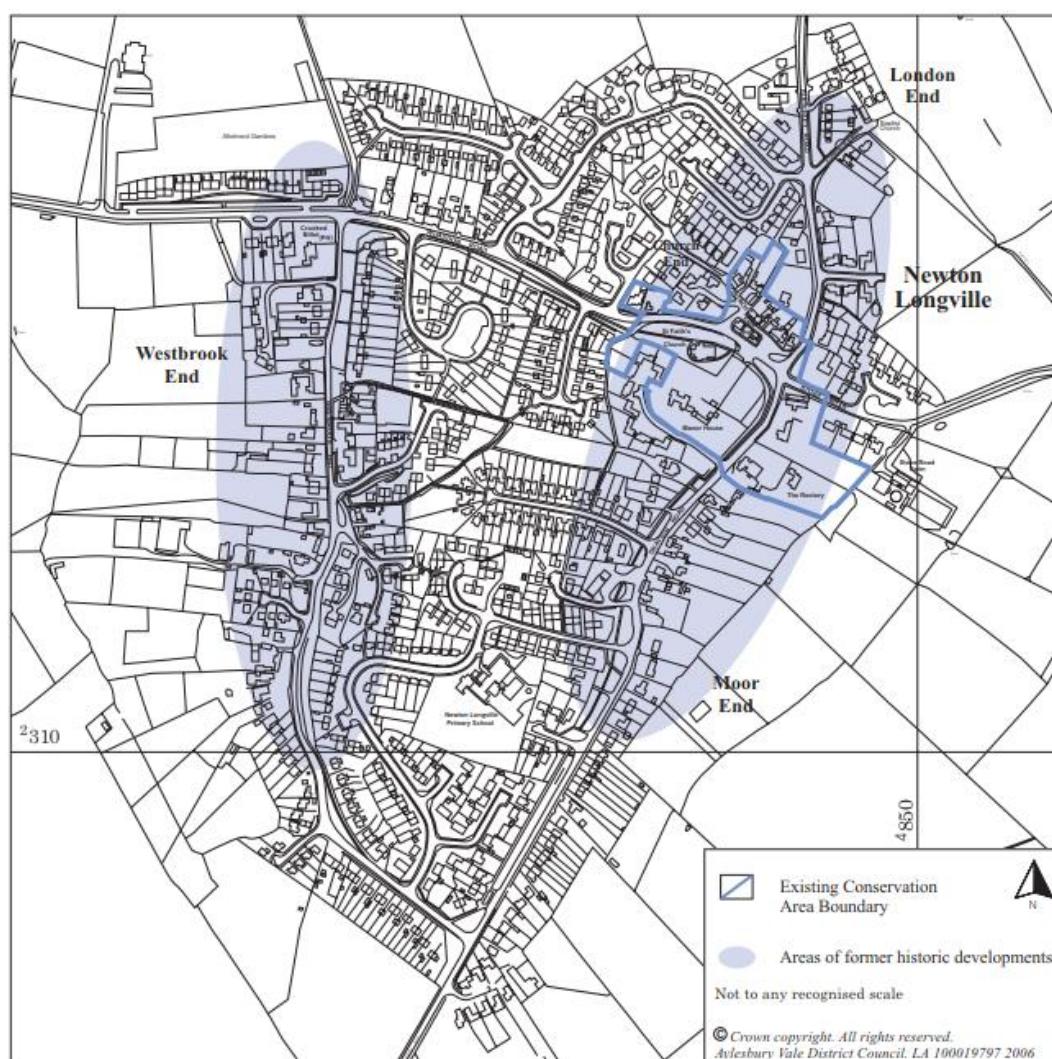 London
End
Allotment Gardens
Church
End
Crooked
Billet
(PH)
Newton
Longville
St Faith's
Church
Westbrook
End
Manor House
The Rectory
Moor
End
Newton Longville
Primary School
²310
⁴850
Existing Conservation
Area Boundary
N
Areas of former historic developments
Not to any recognised scale
© Crown copyright. All rights reserved.
Aylesbury Vale District Council. LA 100019797 2006